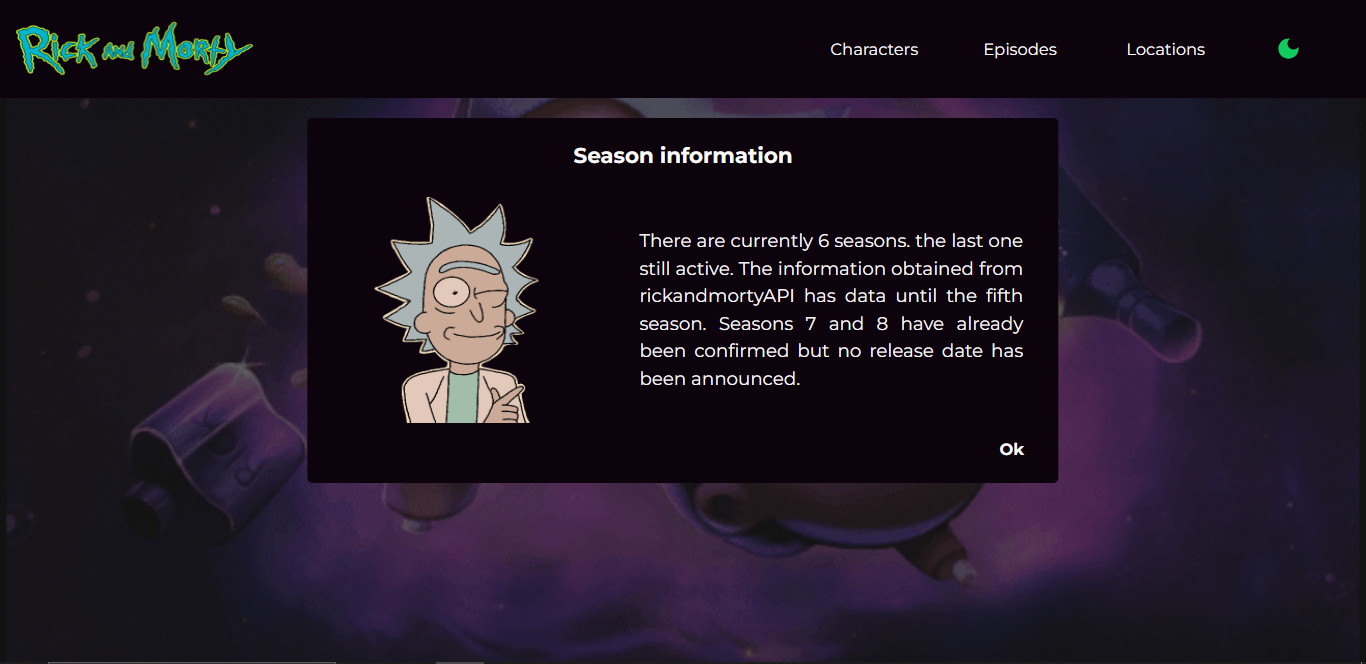 Rick and Morty
Characters
Episodes
Locations
Season information
There are currently 6 seasons. the last one
still active. The information obtained from
rickandmortyAPI has data until the fifth
season. Seasons 7 and 8 have already
been confirmed but no release date has
been announced.
Ok